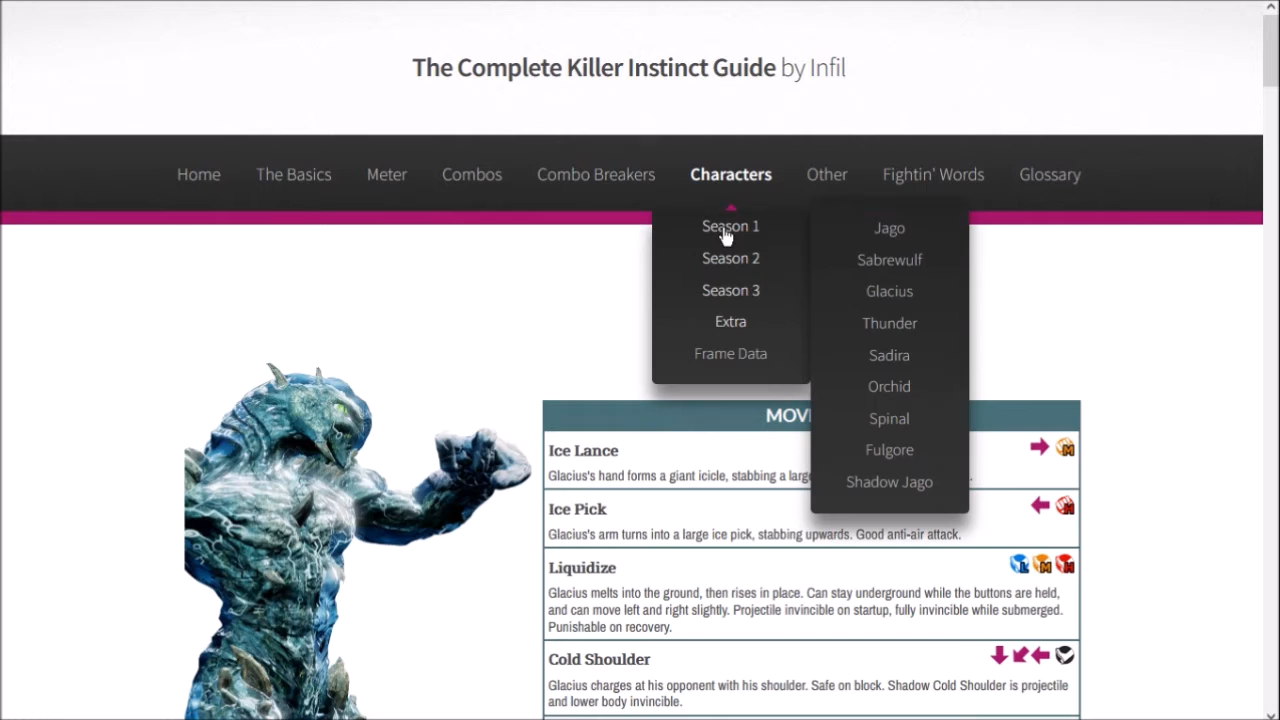 The Complete Killer Instinct Guide by Infil
Home The Basics Meter Combos Combo Breakers Characters Other Fightin' Words Glossary
Season 1
Season 2
Season 3
Extra
Frame Data
Jago
Sabrewulf
Glacius
Thunder
Sadira
Orchid
Spinal
Fulgore
Shadow Jago
Ice Lance
M
Glacius's hand forms a giant icicle, stabbing a
Ice Pick
H
Glacius's arm turns into a large ice pick, stabbing upwards. Good anti-air attack.
Liquidize
L M H
Glacius melts into the ground, then rises in place. Can stay underground while the buttons are held,
and can move left and right slightly. Projectile invincible on startup, fully invincible while submerged.
Punishable on recovery.
Cold Shoulder
Glacius charges at his opponent with his shoulder. Safe on block. Shadow Cold Shoulder is projectile
and lower body invincible.